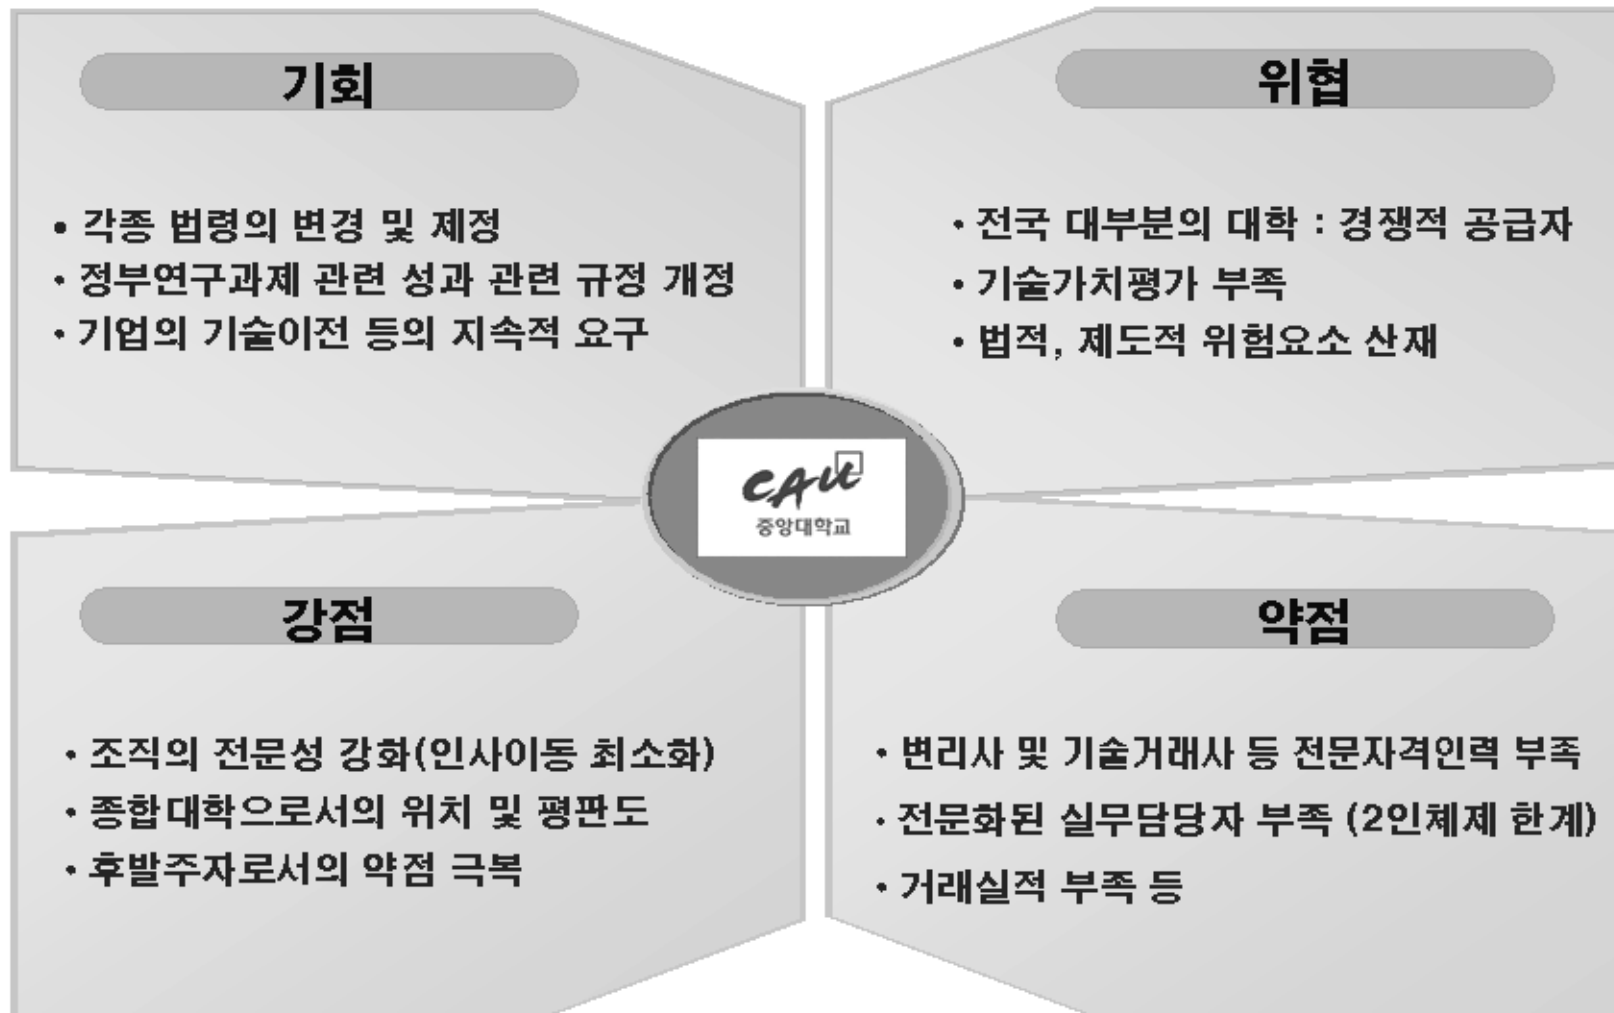 기회
• 각종 법령의 변경 및 제정
• 정부연구과제 관련 성과 관련 규정 개정
• 기업의 기술이전 등의 지속적 요구
위협
• 전국 대부분의 대학 : 경쟁적 공급자
• 기술가치평가 부족
• 법적, 제도적 위험요소 산재
CAU
중앙대학교
강점
• 조직의 전문성 강화(인사이동 최소화)
• 종합대학으로서의 위치 및 평판도
• 후발주자로서의 약점 극복
약점
• 변리사 및 기술거래사 등 전문자격인력 부족
• 전문화된 실무담당자 부족 (2인체제 한계)
• 거래실적 부족 등